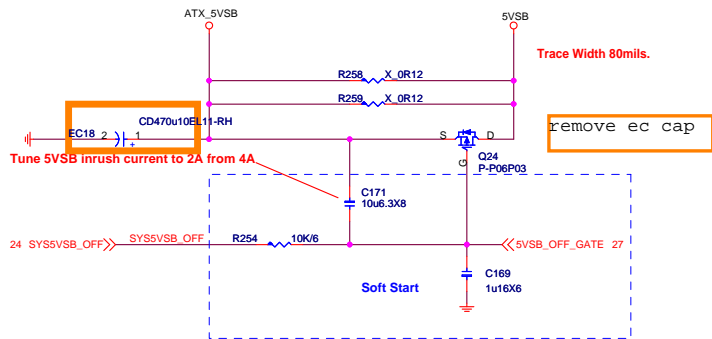 ATX_5VSB
5VSB
Trace Width 80mils.
R258 X_0R12
R259 X_0R12
CD470u10EL11-RH
EC18 2 1 +
S D
G
Q24
P-P06P03
remove ec cap
Tune 5VSB inrush current to 2A from 4A
C171
10u6.3X8
24 SYS5VSB_OFF SYS5VSB_OFF R254 10K/6 5VSB_OFF_GATE 27
C169
1u16X6
Soft Start